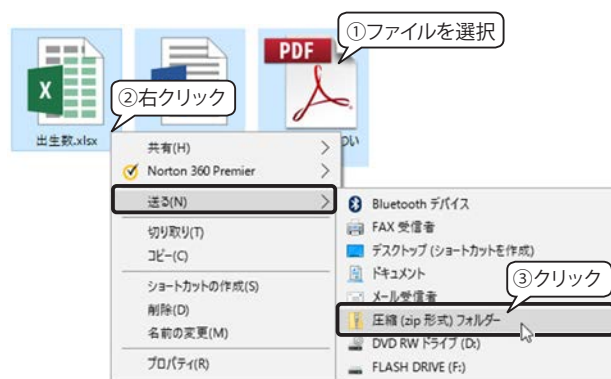 ①ファイルを選択
PDF
X
②右クリック
出生数.xlsx
わい
共有(H)
Norton 360 Premier
送る(N)
切り取り(T)
コピー(C)
ショートカットの作成(S)
削除(D)
名前の変更(M)
プロパティ(R)
Bluetooth デバイス
FAX 受信者
デスクトップ (ショートカットを作成)
ドキュメント
③クリック
メール受信者
圧縮 (zip 形式) フォルダー
DVD RW ドライブ (D:)
FLASH DRIVE (F:)